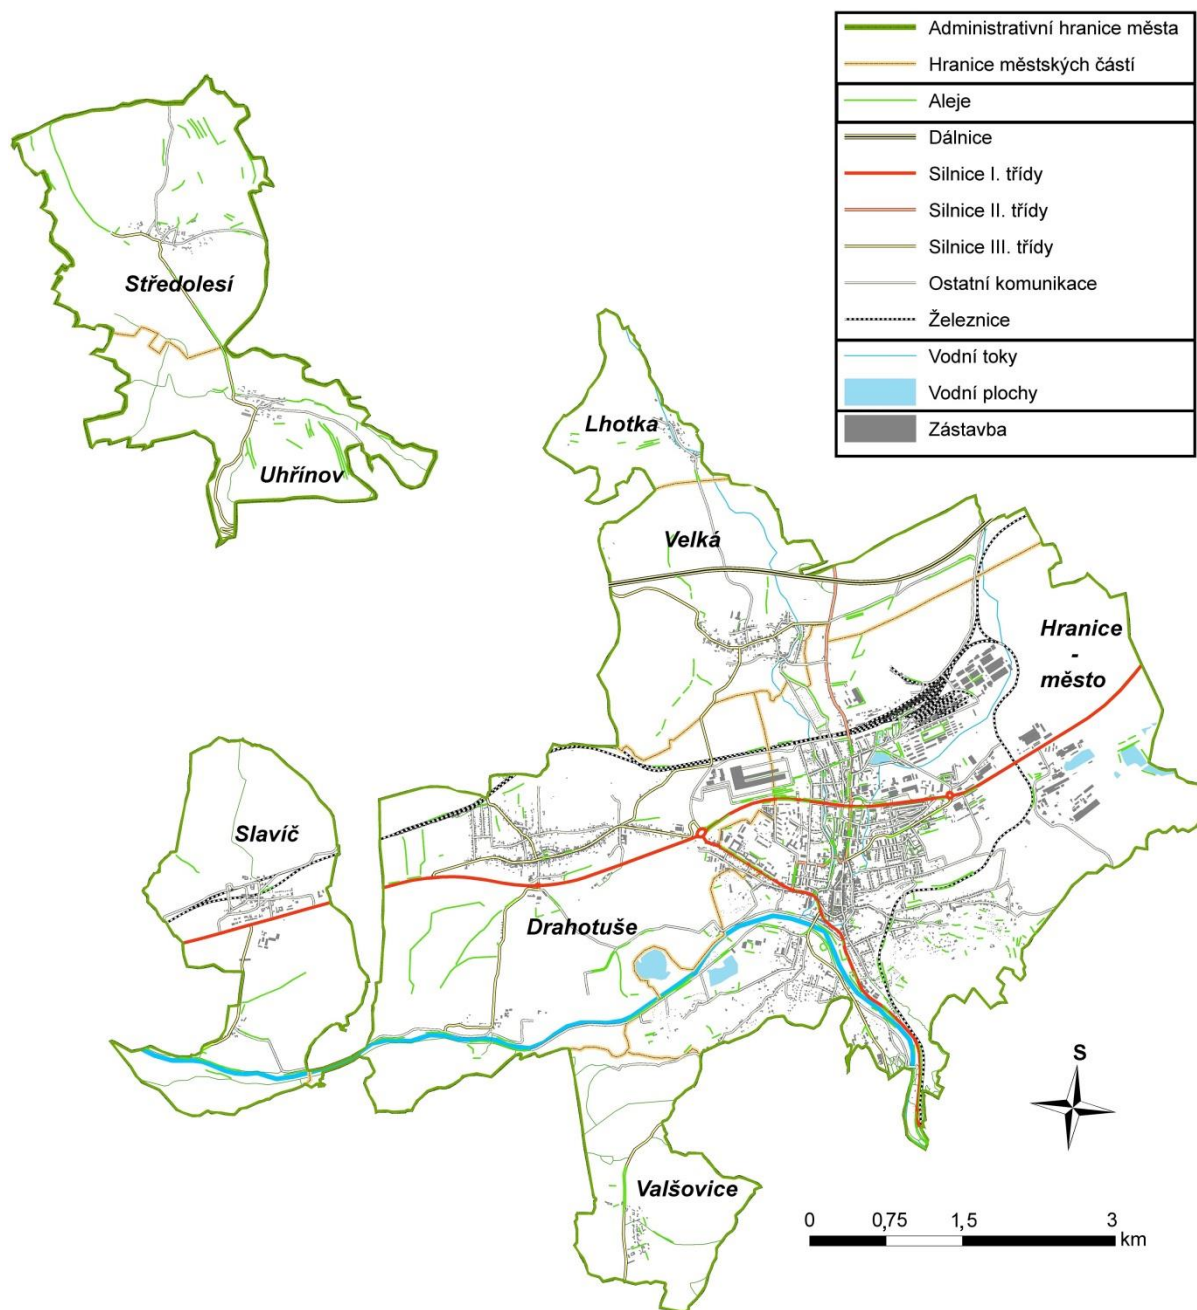 Administrativní hranice města
Hranice městských částí
Aleje
Dálnice
Silnice I. třídy
Silnice II. třídy
Silnice III. třídy
Ostatní komunikace
Železnice
Vodní toky
Vodní plochy
Zástavba
Středolesí
Uhřínov
Lhotka
Velká
Hranice
-
město
Slavíč
Drahotuše
Valšovice
S
0 0,75 1,5 3
km